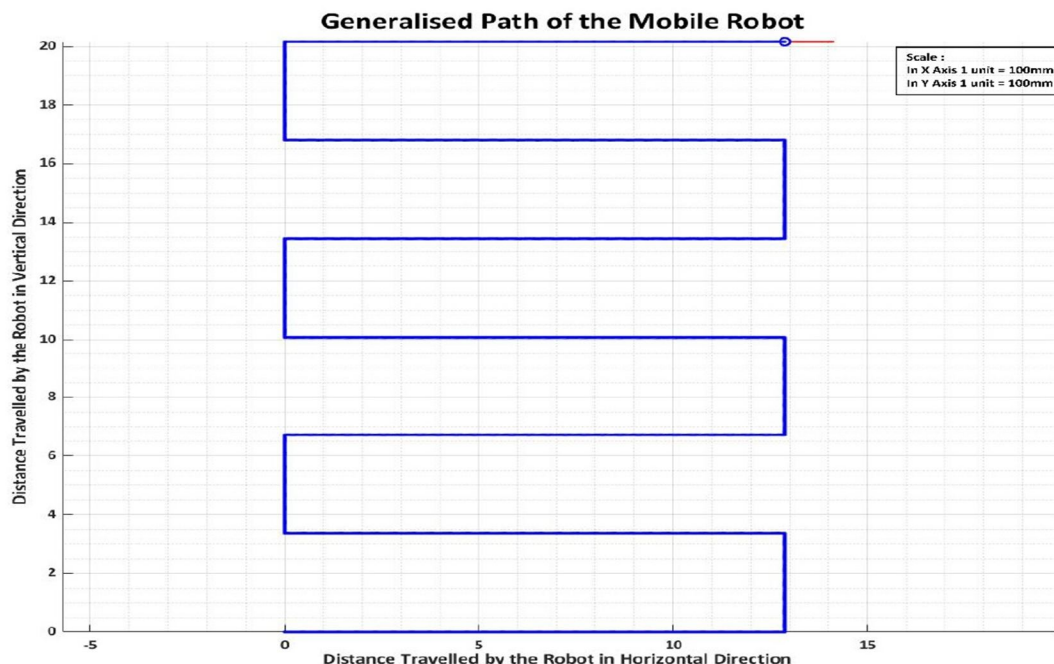 Generalised Path of the Mobile Robot
Scale :
In X Axis 1 unit = 100mm
In Y Axis 1 unit = 100mm
Distance Travelled by the Robot in Vertical Direction
20
18
16
14
12
10
8
6
4
2
0
-5
0
5
10
15
Distance Travelled by the Robot in Horizontal Direction